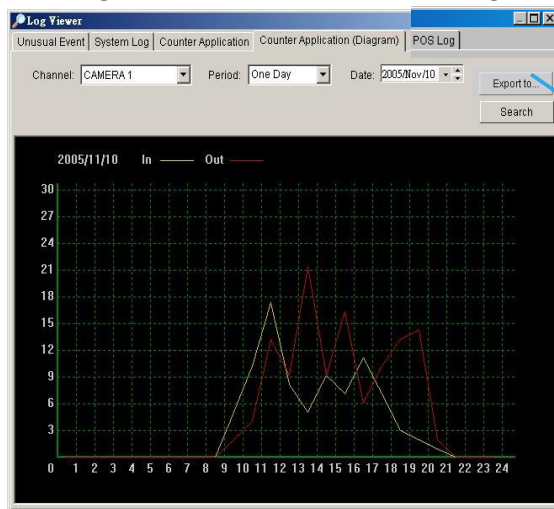 Log Viewer
Unusual Event System Log Counter Application Counter Application (Diagram) POS Log
Channel: CAMERA 1 Period: One Day Date: 2005/Nov/10 Export to...
Search
2005/11/10 In Out
30
27
24
21
18
15
12
9
6
3
0 1 2 3 4 5 6 7 8 9 10 11 12 13 14 15 16 17 18 19 20 21 22 23 24